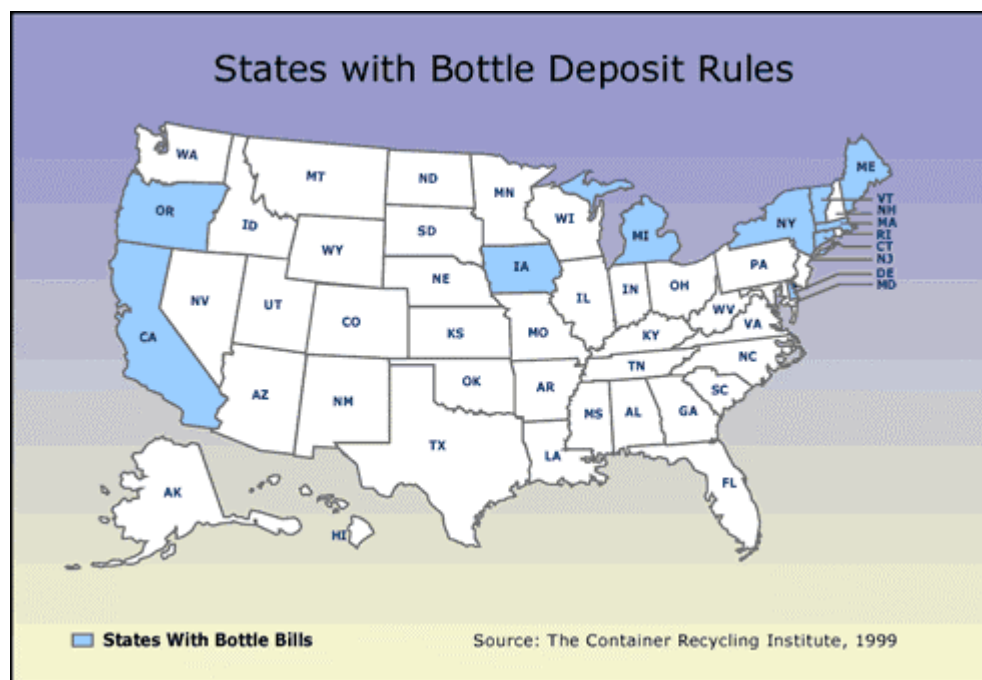 States with Bottle Deposit Rules
WA
MT
ND
MN
ME
OR
ID
WY
SD
WI
MI
NY
VT
NH
MA
RI
CT
NJ
DE
MD
NV
UT
CO
NE
IA
IL
IN
OH
PA
CA
KS
MO
KY
WV
VA
AZ
NM
OK
AR
TN
NC
SC
TX
LA
MS
AL
GA
FL
AK
HI
States With Bottle Bills
Source: The Container Recycling Institute, 1999